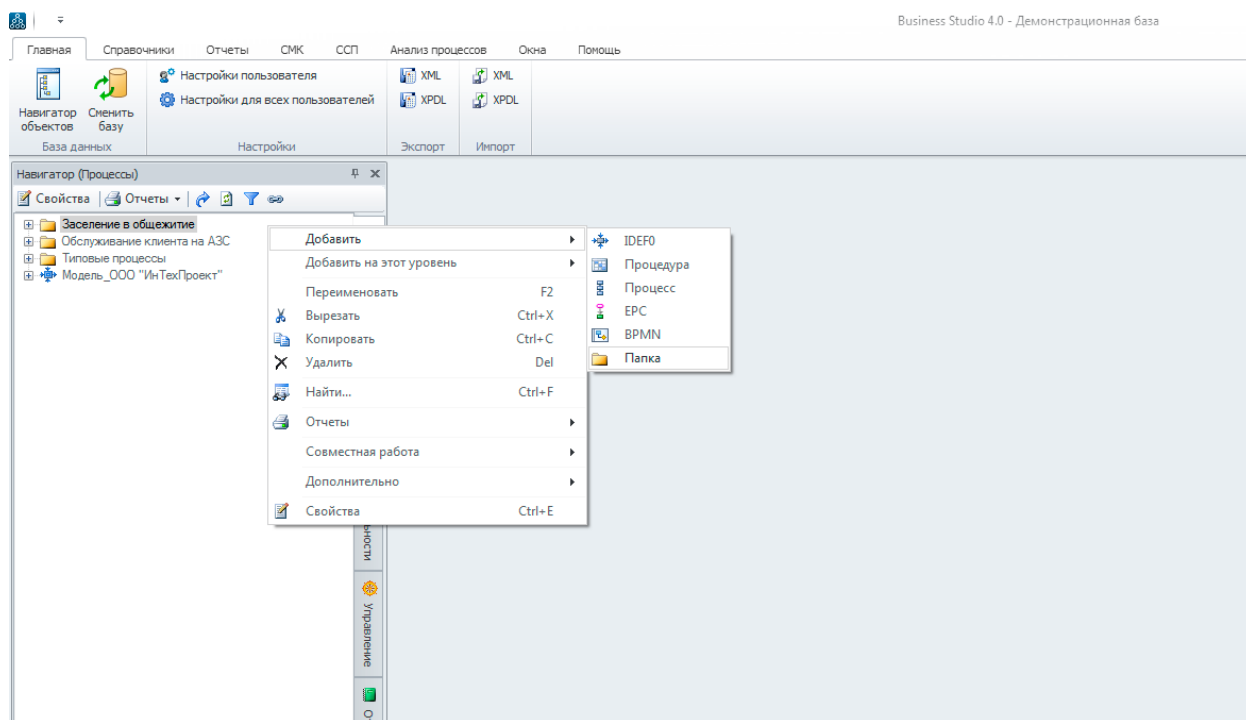 Business Studio 4.0 - Демонстрационная база
Главная Справочники Отчеты СМК ССП Анализ процессов Окна Помощь
Настройки пользователя XML XML
Настройки для всех пользователей XPDL XPDL
Навигатор Сменить
объектов базу
База данных Настройки Экспорт Импорт
Навигатор (Процессы)
Свойства Отчеты
Заселение в общежитие
Обслуживание клиента на АЗС
Типовые процессы
Модель_ООО "ИнТехПроект"
Добавить
Добавить на этот уровень
Переименовать F2
Вырезать Ctrl+X
Копировать Ctrl+C
Удалить Del
Найти... Ctrl+F
Отчеты
Совместная работа
Дополнительно
Свойства Ctrl+E
IDEF0
Процедура
Процесс
EPC
BPMN
Папка
Управление